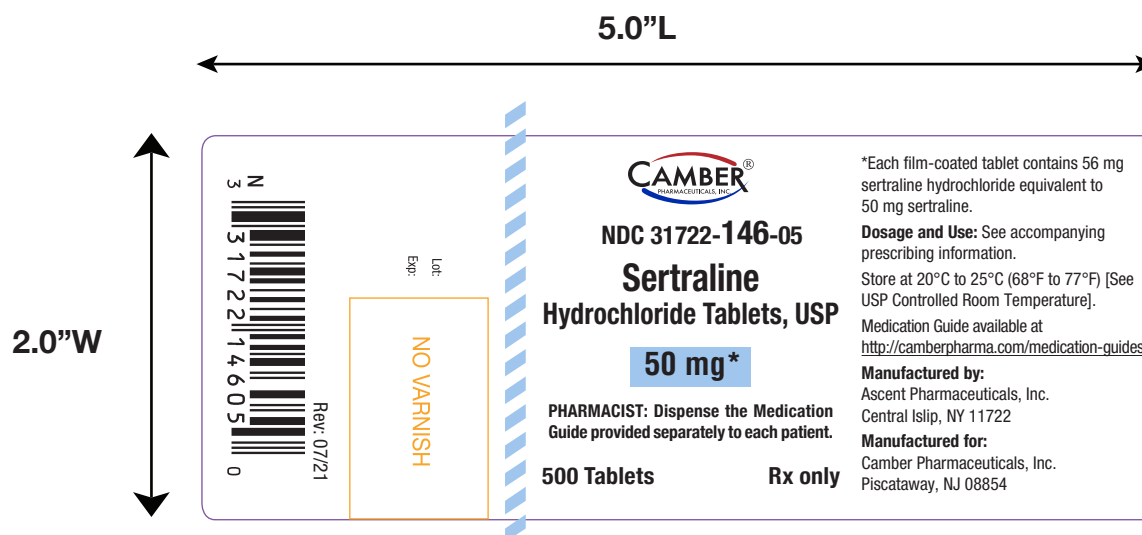 5.0”L
2.0”W
N
3
31722 14605
0
Rev: 07/21
Lot:
Exp:
NO VARNISH
CAMBER®
PHARMACEUTICALS, INC.
NDC 31722-146-05
Sertraline
Hydrochloride Tablets, USP
50 mg*
PHARMACIST: Dispense the Medication
Guide provided separately to each patient.
500 Tablets Rx only
*Each film-coated tablet contains 56 mg
sertraline hydrochloride equivalent to
50 mg sertraline.
Dosage and Use: See accompanying
prescribing information.
Store at 20°C to 25°C (68°F to 77°F) [See
USP Controlled Room Temperature].
Medication Guide available at
http://camberpharma.com/medication-guides
Manufactured by:
Ascent Pharmaceuticals, Inc.
Central Islip, NY 11722
Manufactured for:
Camber Pharmaceuticals, Inc.
Piscataway, NJ 08854